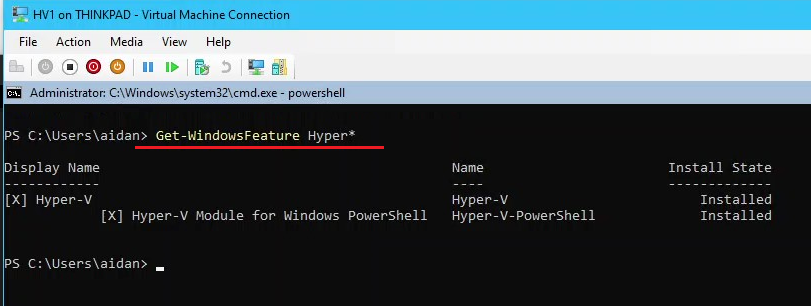 HV1 on THINKPAD - Virtual Machine Connection
File Action Media View Help
Administrator: C:\Windows\system32\cmd.exe - powershell
PS C:\Users\aidan> Get-WindowsFeature Hyper*
Display Name Name Install State
------------ ---- -------------
[X] Hyper-V Hyper-V Installed
[X] Hyper-V Module for Windows PowerShell Hyper-V-PowerShell Installed
PS C:\Users\aidan> _